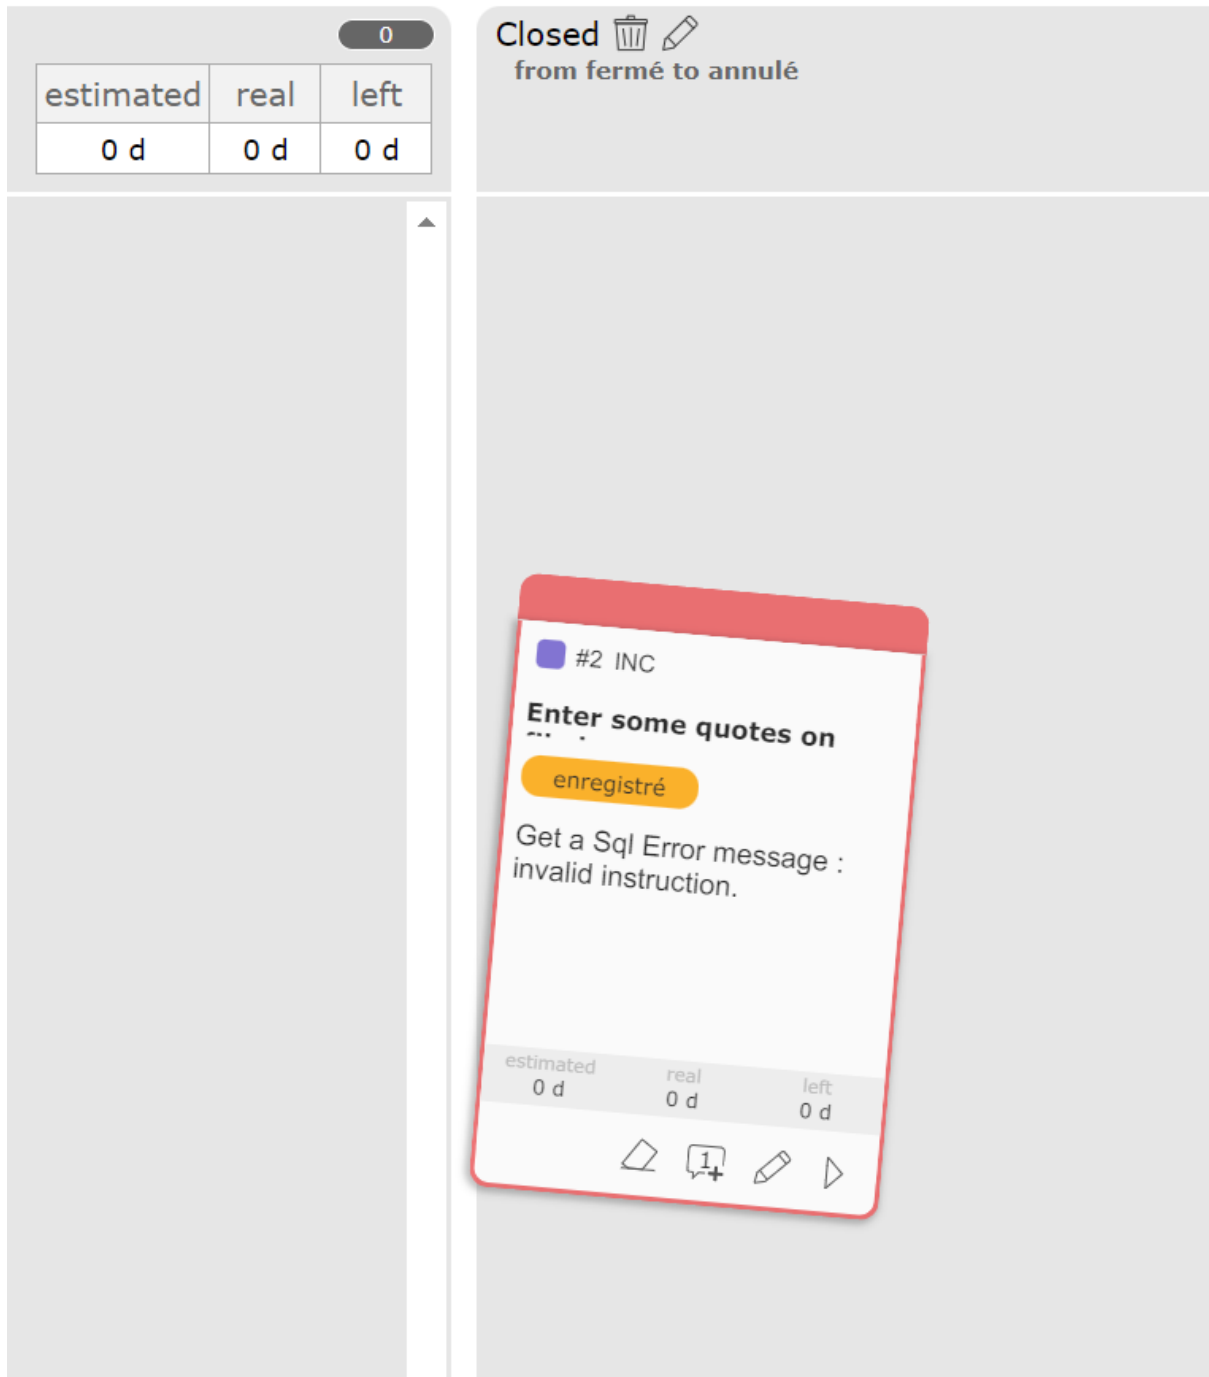 0
estimated real left
0 d 0 d 0 d
Closed
from fermé to annulé
#2 INC
Enter some quotes on
enregistré
Get a Sql Error message :
invalid instruction.
estimated real left
0 d 0 d 0 d
1